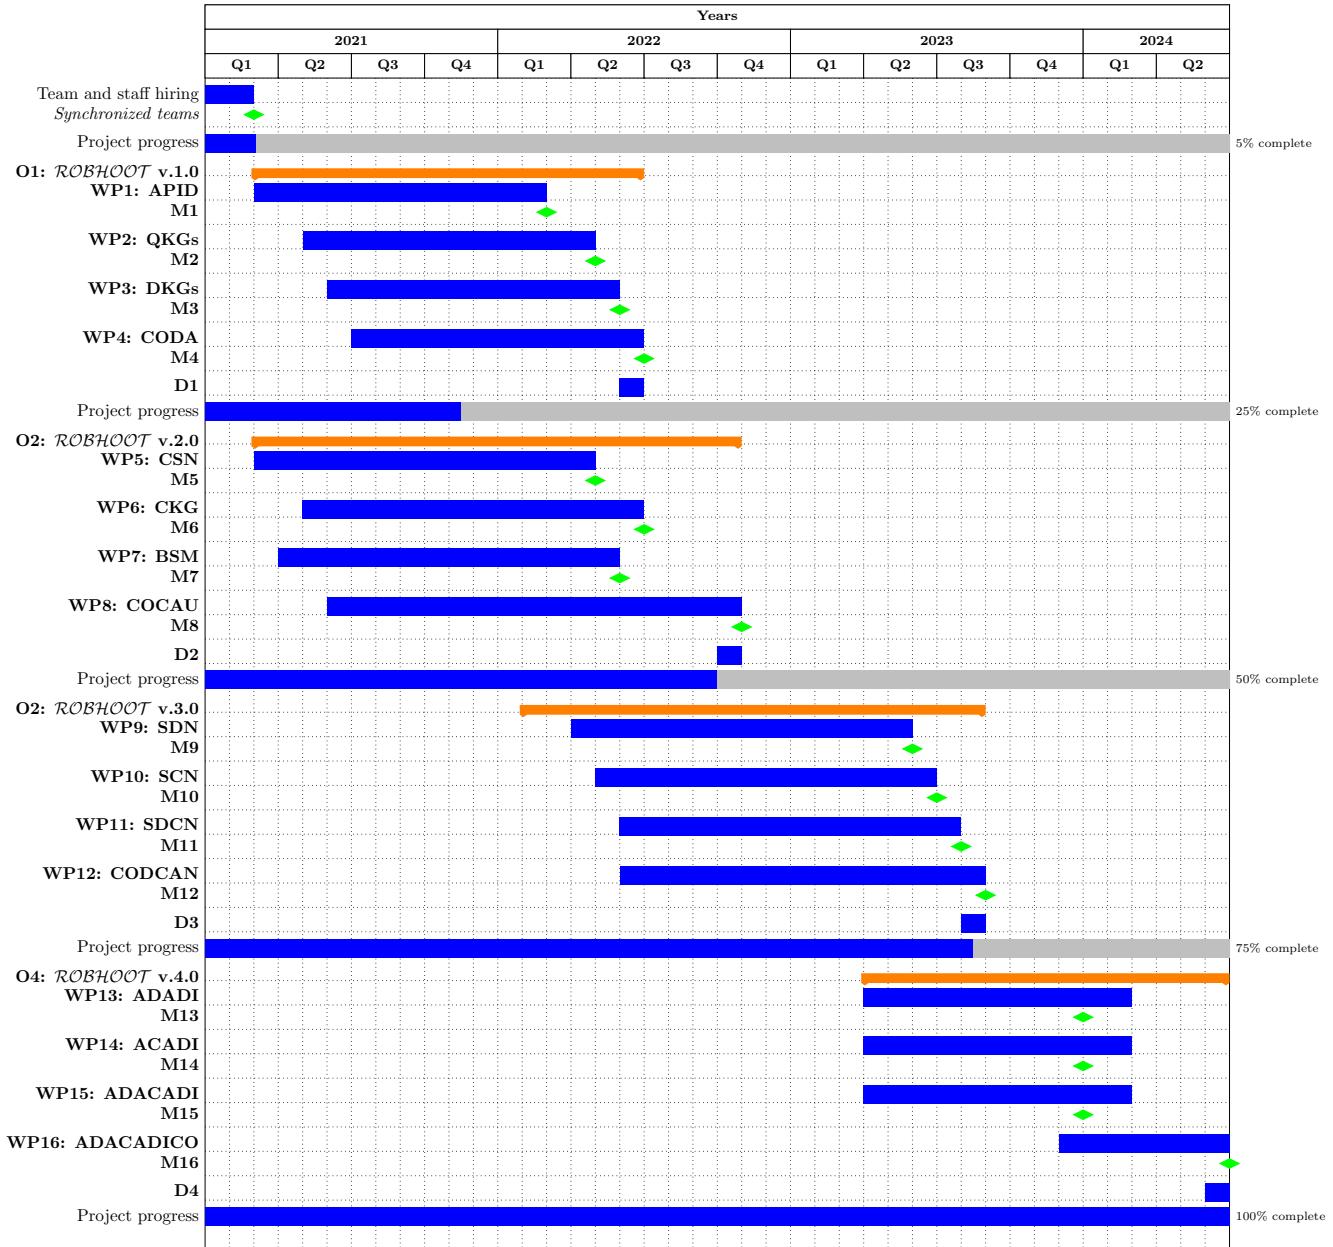 Years
2021 2022 2023 2024
Q1 Q2 Q3 Q4 Q1 Q2 Q3 Q4 Q1 Q2 Q3 Q4 Q1 Q2
Team and staff hiring
Synchronized teams
Project progress 5% complete
O1: ROBHOOT v.1.0
WP1: APID
M1
WP2: QKGs
M2
WP3: DKGs
M3
WP4: CODA
M4
D1
Project progress 25% complete
O2: ROBHOOT v.2.0
WP5: CSN
M5
WP6: CKG
M6
WP7: BSM
M7
WP8: COCAU
M8
D2
Project progress 50% complete
O2: ROBHOOT v.3.0
WP9: SDN
M9
WP10: SCN
M10
WP11: SDCN
M11
WP12: CODCAN
M12
D3
Project progress 75% complete
O4: ROBHOOT v.4.0
WP13: ADADI
M13
WP14: ACADI
M14
WP15: ADACADI
M15
WP16: ADACADICO
M16
D4
Project progress 100% complete